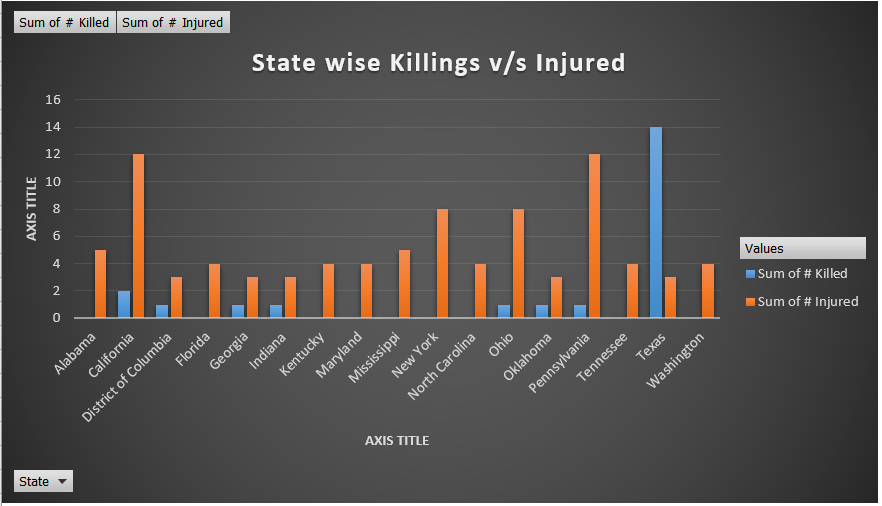 Sum of # Killed Sum of # Injured
State wise Killings v/s Injured
AXIS TITLE
16
14
12
10
8
6
4
2
0
Alabama
California
District of Columbia
Florida
Georgia
Indiana
Kentucky
Maryland
Mississippi
New York
North Carolina
Ohio
Oklahoma
Pennsylvania
Tennessee
Texas
Washington
AXIS TITLE
Values
Sum of # Killed
Sum of # Injured
State